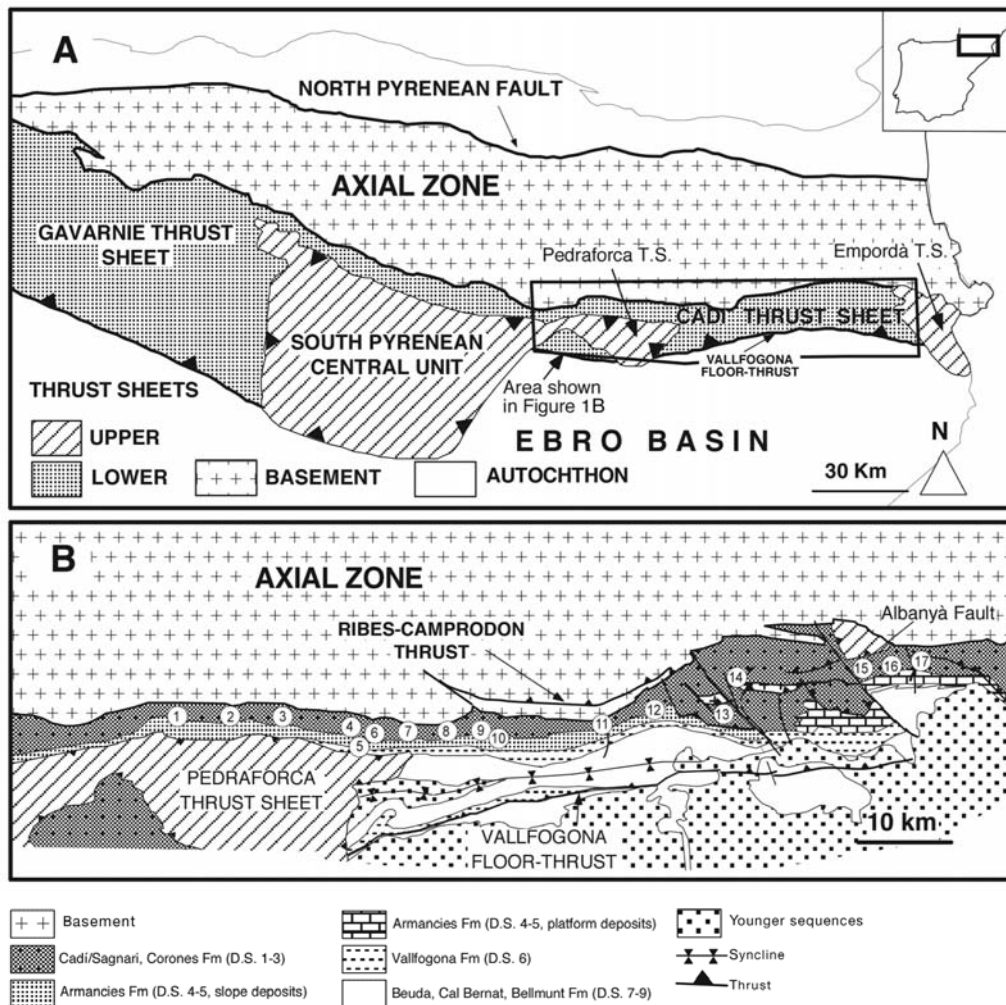 A
NORTH PYRENEAN FAULT
AXIAL ZONE
GAVARNIE THRUST
SHEET
Pedraforca T.S.
Empordà T.S.
CADI THRUST SHEET
SOUTH PYRENEAN
CENTRAL UNIT
VALLFOGONA
FLOOR-THRUST
THRUST SHEETS
Area shown
in Figure 1B
UPPER
EBRO BASIN
N
LOWER
BASEMENT
AUTOCHTHON
30 Km
B
AXIAL ZONE
Albanyà Fault
RIBES-CAMPRODON
THRUST
1 2 3 4 5 6 7 8 9 10 11 12 13 14 15 16 17
PEDRAFORCA
THRUST SHEET
VALLFOGONA
FLOOR-THRUST
10 km
Basement
Armancies Fm (D.S. 4-5, platform deposits)
Younger sequences
Cadí/Sagnari, Corones Fm (D.S. 1-3)
Vallfogona Fm (D.S. 6)
Syncline
Armancies Fm (D.S. 4-5, slope deposits)
Beuda, Cal Bernat, Bellmunt Fm (D.S. 7-9)
Thrust